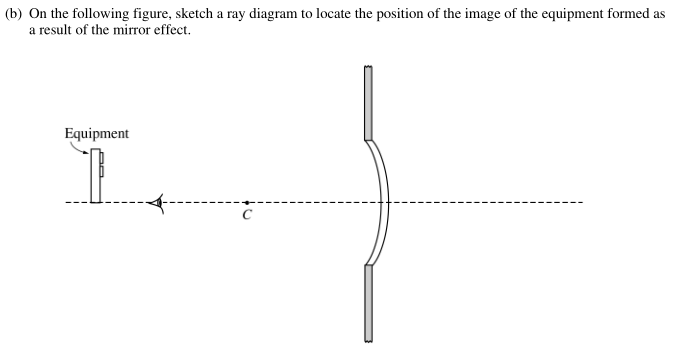 (b) On the following figure, sketch a ray diagram to locate the position of the image of the equipment formed as
a result of the mirror effect.
Equipment
C